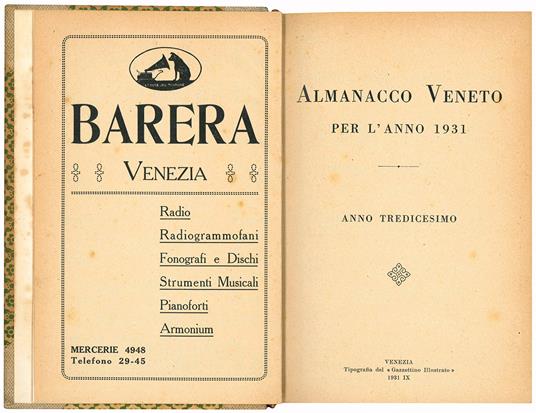 BARERA
VENEZIA
Radio
Radiogrammofani
Fonografi e Dischi
Strumenti Musicali
Pianoforti
Armonium
MERCERIE 4948
Telefono 29-45
ALMANACCO VENETO
PER L'ANNO 1931
ANNO TREDICESIMO
VENEZIA
Tipografia del « Gazzettino Illustrato »
1931 IX